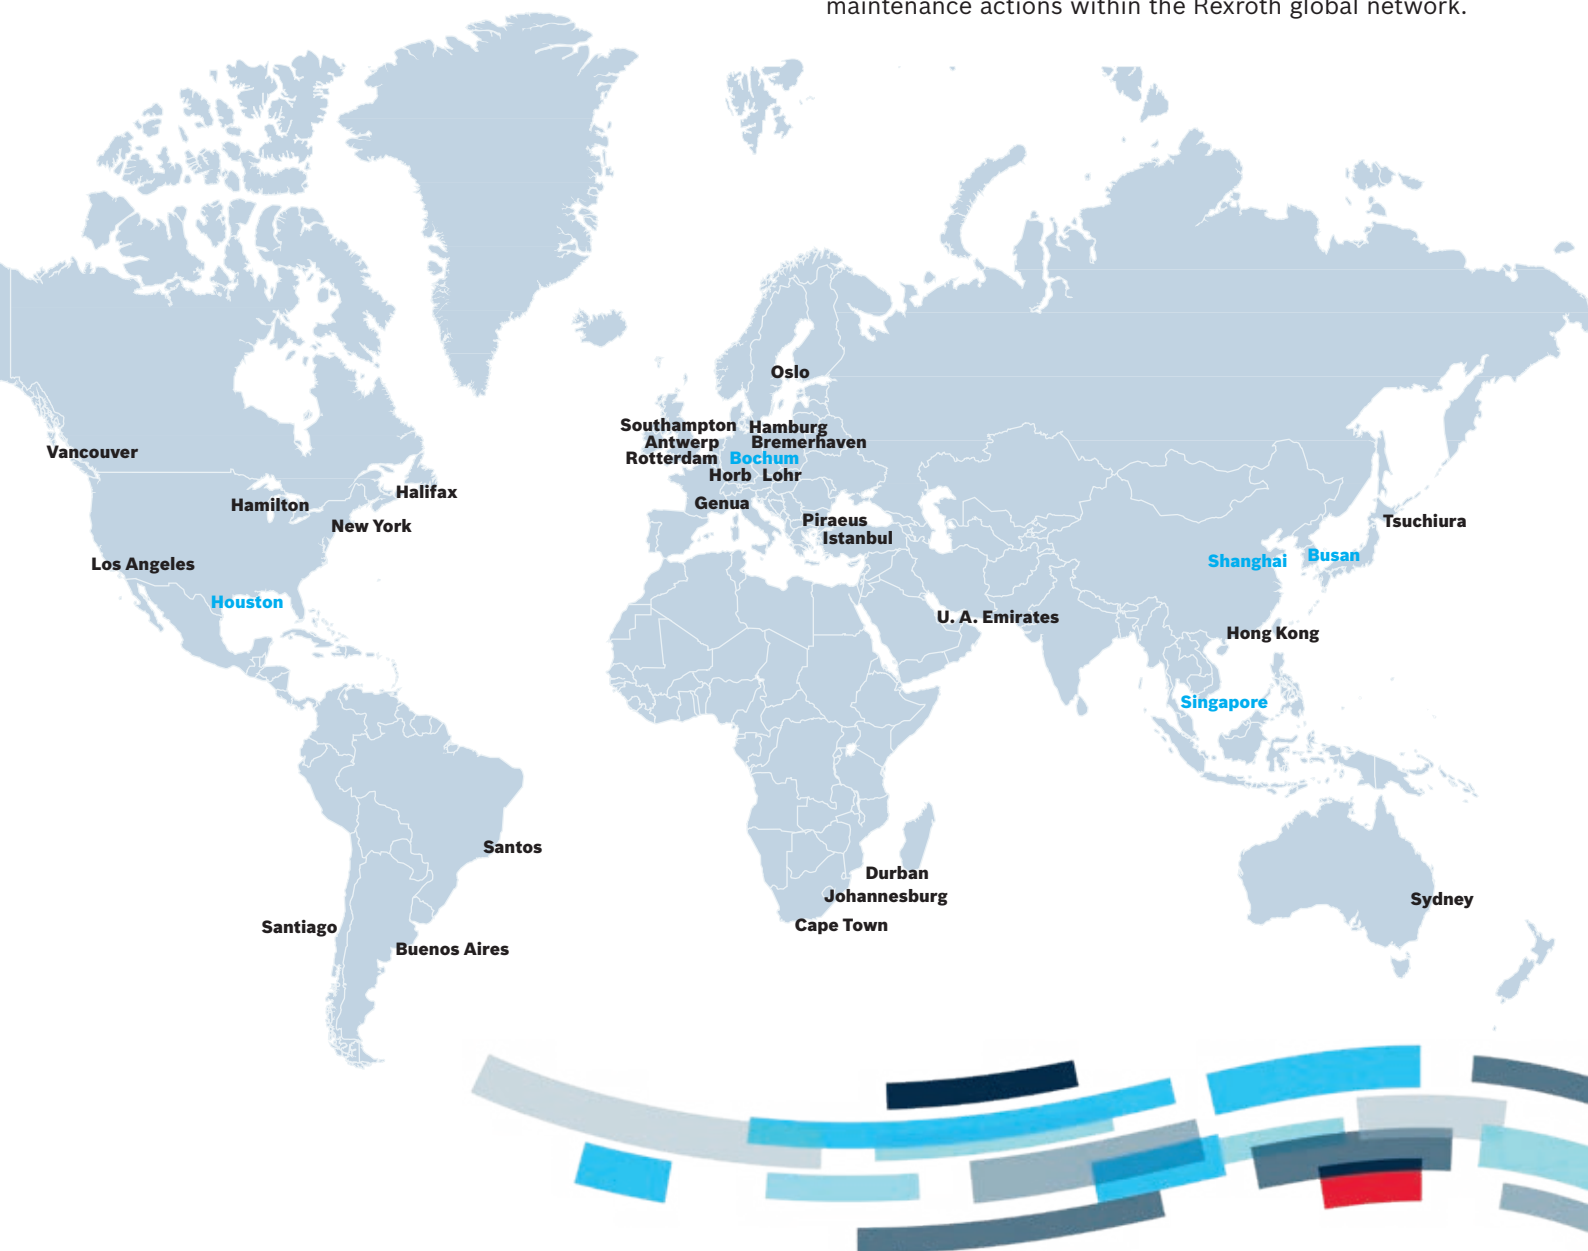 maintenance actions within the Rexroth global network.
Oslo
Southampton
Hamburg
Antwerp
Bremerhaven
Rotterdam
Bochum
Horb
Lohr
Genua
Piraeus
Istanbul
Vancouver
Halifax
Hamilton
New York
Los Angeles
Houston
Tsuchiura
Shanghai
Busan
U. A. Emirates
Hong Kong
Singapore
Santos
Santiago
Buenos Aires
Durban
Johannesburg
Cape Town
Sydney